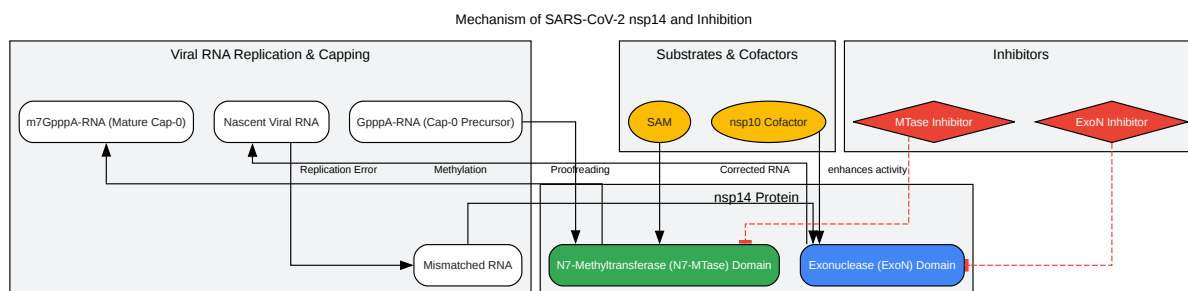 Mechanism of SARS-CoV-2 nsp14 and Inhibition
Viral RNA Replication & Capping
Substrates & Cofactors
Inhibitors
m7GpppA-RNA (Mature Cap-0)
Nascent Viral RNA
GpppA-RNA (Cap-0 Precursor)
SAM
nsp10 Cofactor
MTase Inhibitor
ExoN Inhibitor
Replication Error
Methylation
Proofreading
Corrected RNA
enhances activity
nsp14 Protein
Mismatched RNA
N7-Methyltransferase (N7-MTase) Domain
Exonuclease (ExoN) Domain